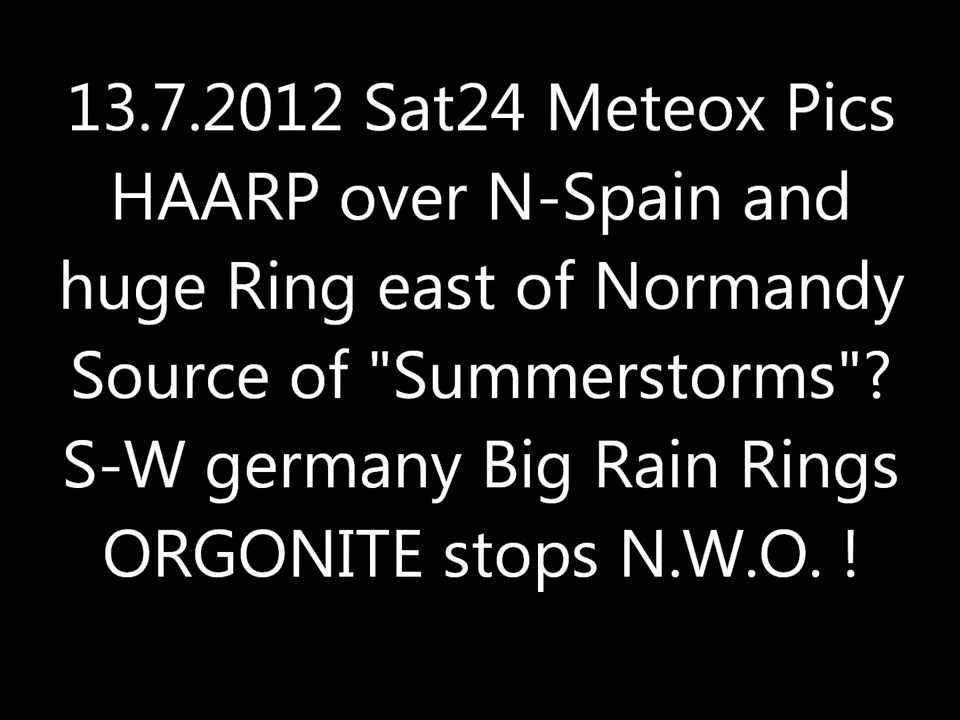 13.7.2012 Sat24 Meteox Pics
HAARP over N-Spain and
huge Ring east of Normandy
Source of "Summerstorms"?
S-W germany Big Rain Rings
ORGONITE stops N.W.O. !